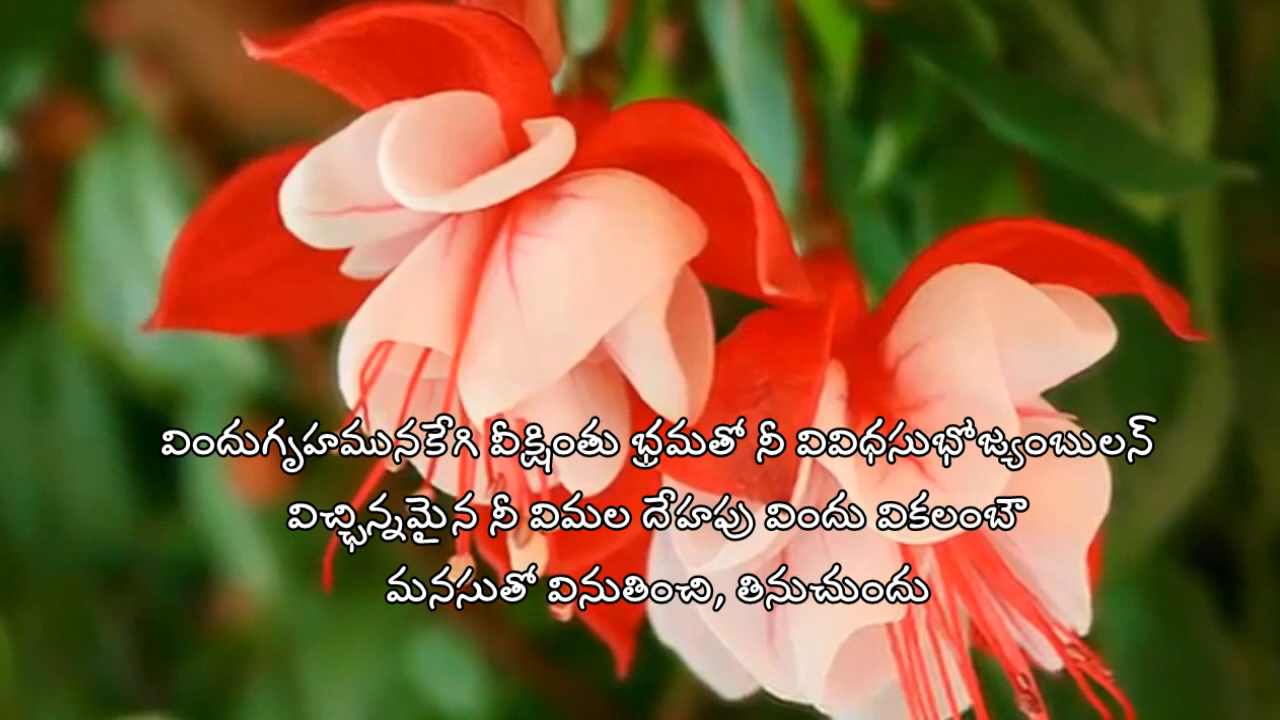 విందుగృహమునకేగి వీక్షింతు భ్రమతో నీ వివిధసుభోజ్యంబులన్
విచ్ఛిన్నమైన నీ విమల దేహపు విందు వికలంబౌ
మనసుతో వినుతించి, తినుచుందు